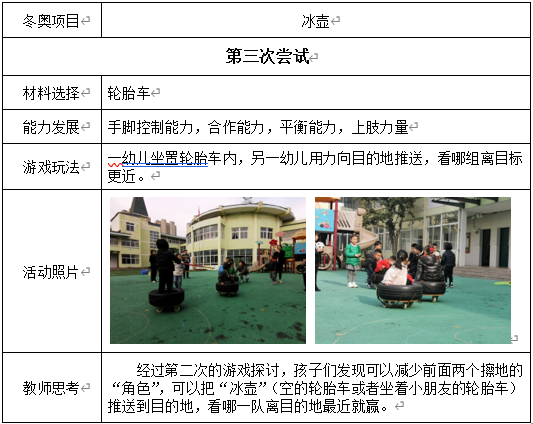 冬奥项目 冰壶
第三次尝试
材料选择 轮胎车
能力发展 手脚控制能力，合作能力，平衡能力，上肢力量
游戏玩法 一幼儿坐置轮胎车内，另一幼儿用力向目的地推送，看哪组离目标
更近。
活动照片
教师思考 经过第二次的游戏探讨，孩子们发现可以减少前面两个擦地的
“角色”，可以把“冰壶”（空的轮胎车或者坐着小朋友的轮胎车）
推送到目的地，看哪一队离目的地最近就赢。